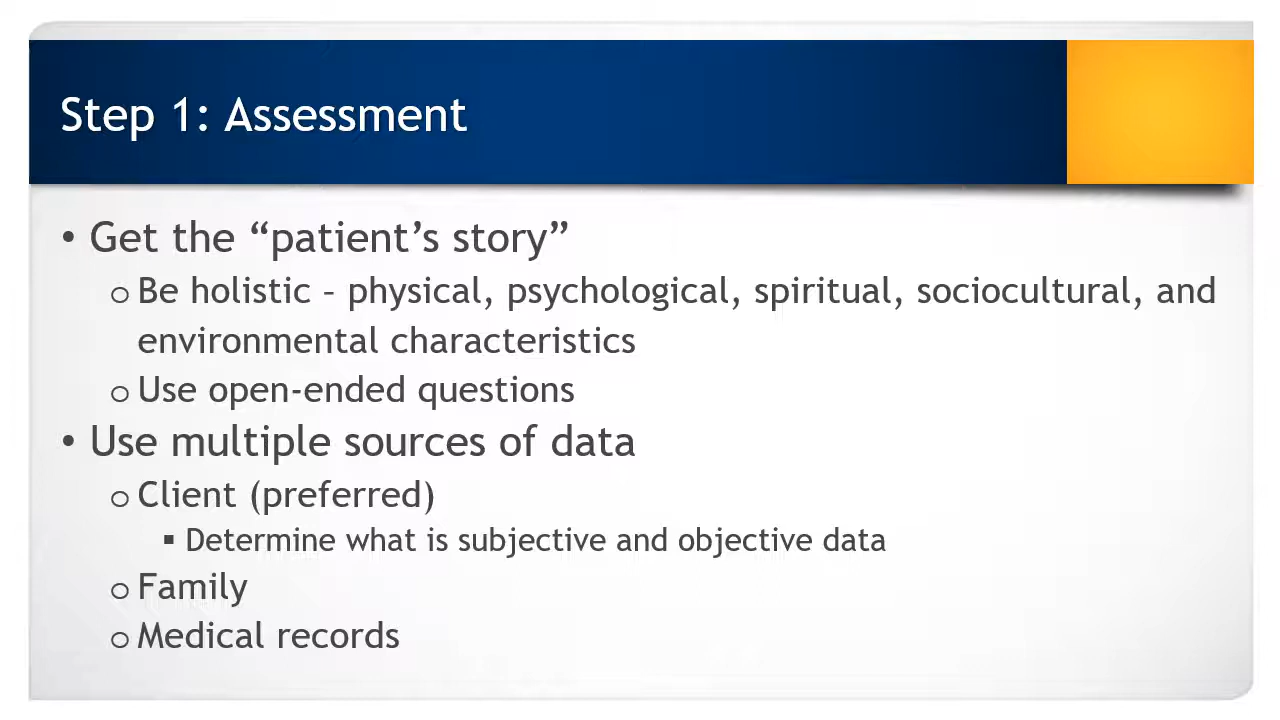 Step 1: Assessment
• Get the “patient’s story”
o Be holistic – physical, psychological, spiritual, sociocultural, and
environmental characteristics
o Use open-ended questions
• Use multiple sources of data
o Client (preferred)
▪ Determine what is subjective and objective data
o Family
o Medical records